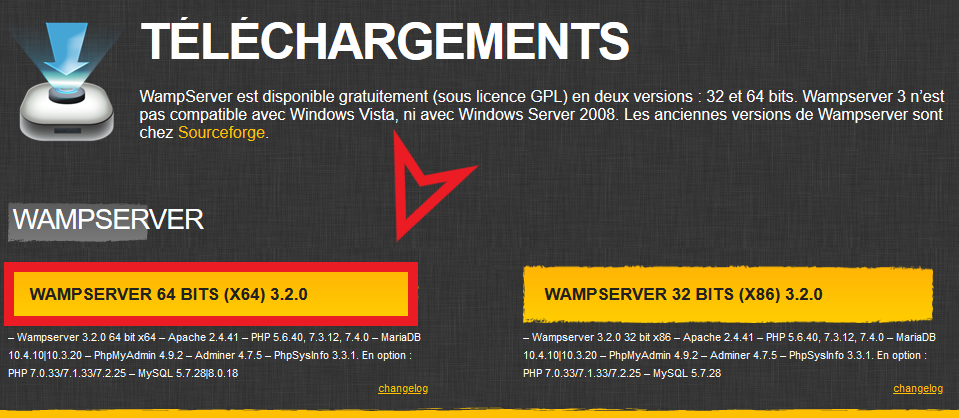 TÉLÉCHARGEMENTS
WampServer est disponible gratuitement (sous licence GPL) en deux versions : 32 et 64 bits. Wampserver 3 n’est
pas compatible avec Windows Vista, ni avec Windows Server 2008. Les anciennes versions de Wampserver sont
chez Sourceforge.
WAMPSERVER
WAMPSERVER 64 BITS (X64) 3.2.0
– Wampserver 3.2.0 64 bit x64 – Apache 2.4.41 – PHP 5.6.40, 7.3.12, 7.4.0 – MariaDB
10.4.10|10.3.20 – PhpMyAdmin 4.9.2 – Adminer 4.7.5 – PhpSysInfo 3.3.1. En option :
PHP 7.0.33/7.1.33/7.2.25 – MySQL 5.7.28|8.0.18
changelog
WAMPSERVER 32 BITS (X86) 3.2.0
– Wampserver 3.2.0 32 bit x86 – Apache 2.4.41 – PHP 5.6.40, 7.3.12, 7.4.0 – MariaDB
10.4.10|10.3.20 – PhpMyAdmin 4.9.2 – Adminer 4.7.5 – PhpSysInfo 3.3.1. En option :
PHP 7.0.33/7.1.33/7.2.25 – MySQL 5.7.28
changelog